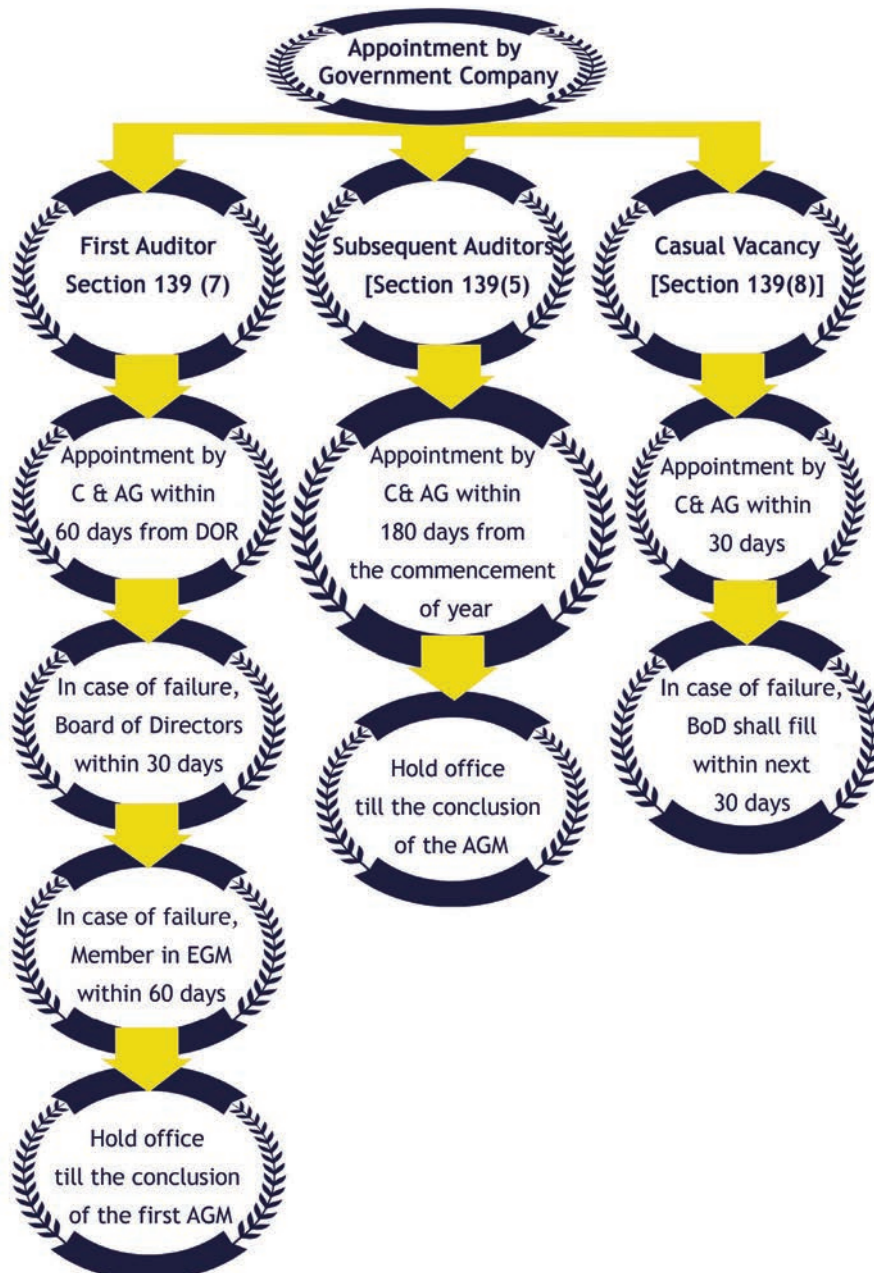 Appointment by
Government Company
First Auditor
Section 139 (7)
Appointment by
C & AG within
60 days from DOR
In case of failure,
Board of Directors
within 30 days
In case of failure,
Member in EGM
within 60 days
Hold office
till the conclusion
of the first AGM
Subsequent Auditors
[Section 139(5)
Appointment by
C& AG within
180 days from
the commencement
of year
Hold office
till the conclusion
of the AGM
Casual Vacancy
[Section 139(8)]
Appointment by
C& AG within
30 days
In case of failure,
BoD shall fill
within next
30 days